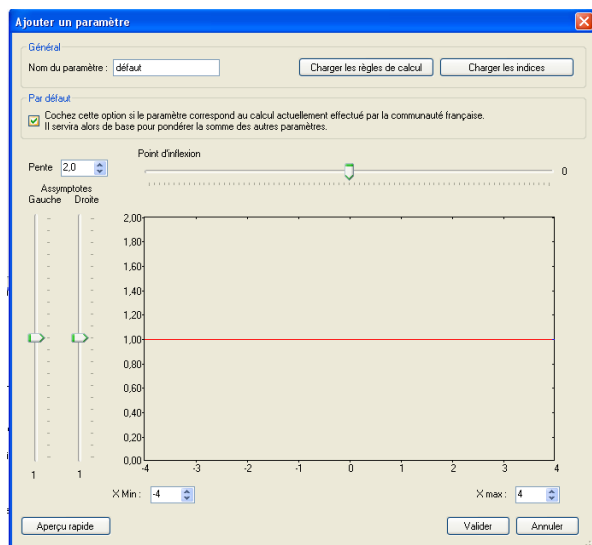 Ajouter un paramètre
Général
Nom du paramètre : défaut Charger les règles de calcul Charger les indices
Par défaut
Cochez cette option si le paramètre correspond au calcul actuellement effectué par la communauté française.
Il servira alors de base pour pondérer la somme des autres paramètres.
Point d'inflexion
Pente 2,0 0
Assymptotes
Gauche Droite
2,00
1,80
1,60
1,40
1,20
1,00
0,80
0,60
0,40
0,20
0,00
-4 -3 -2 -1 0 1 2 3 4
1 1
X Min : -4 X max : 4
Aperçu rapide Valider Annuler